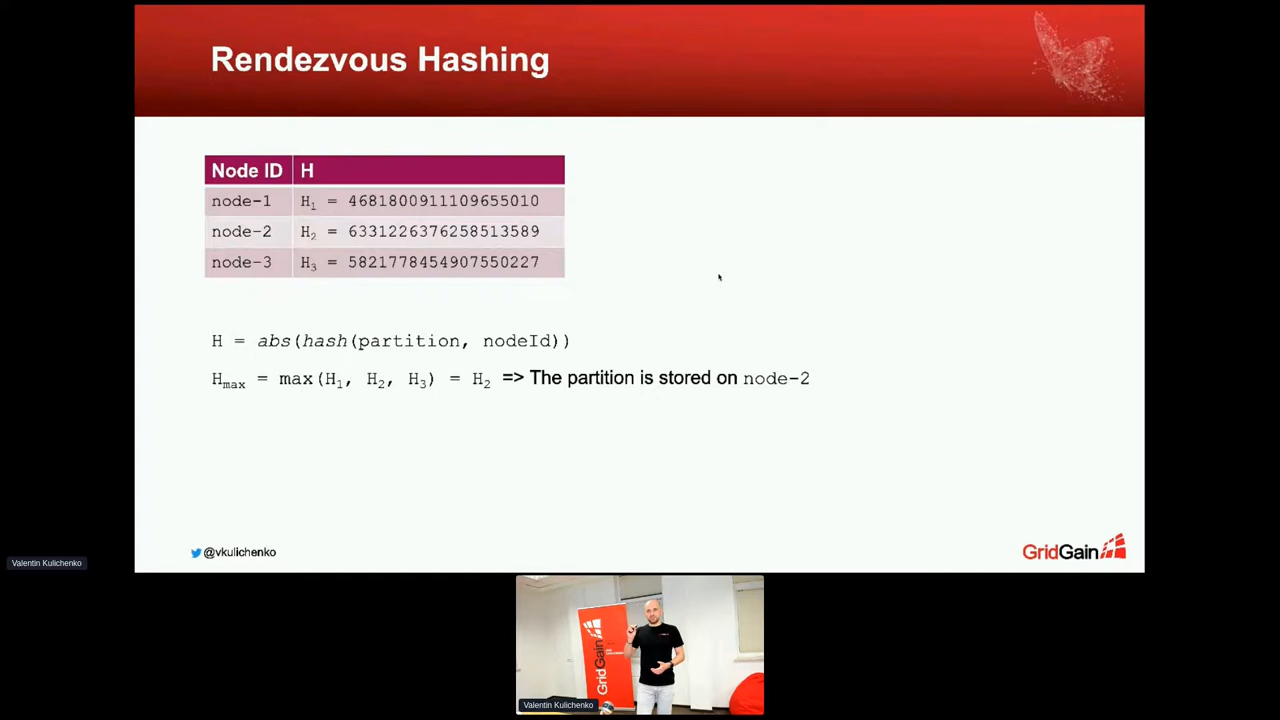 Rendezvous Hashing
Node ID H
node-1 H1 = 4681800911109655010
node-2 H2 = 6331226376258513589
node-3 H3 = 5821778454907550227
H = abs(hash(partition, nodeId))
Hmax = max(H1, H2, H3) = H2 => The partition is stored on node-2
@vkulichenko
GridGain
Valentin Kulichenko
GridGain
Valentin Kulichenko